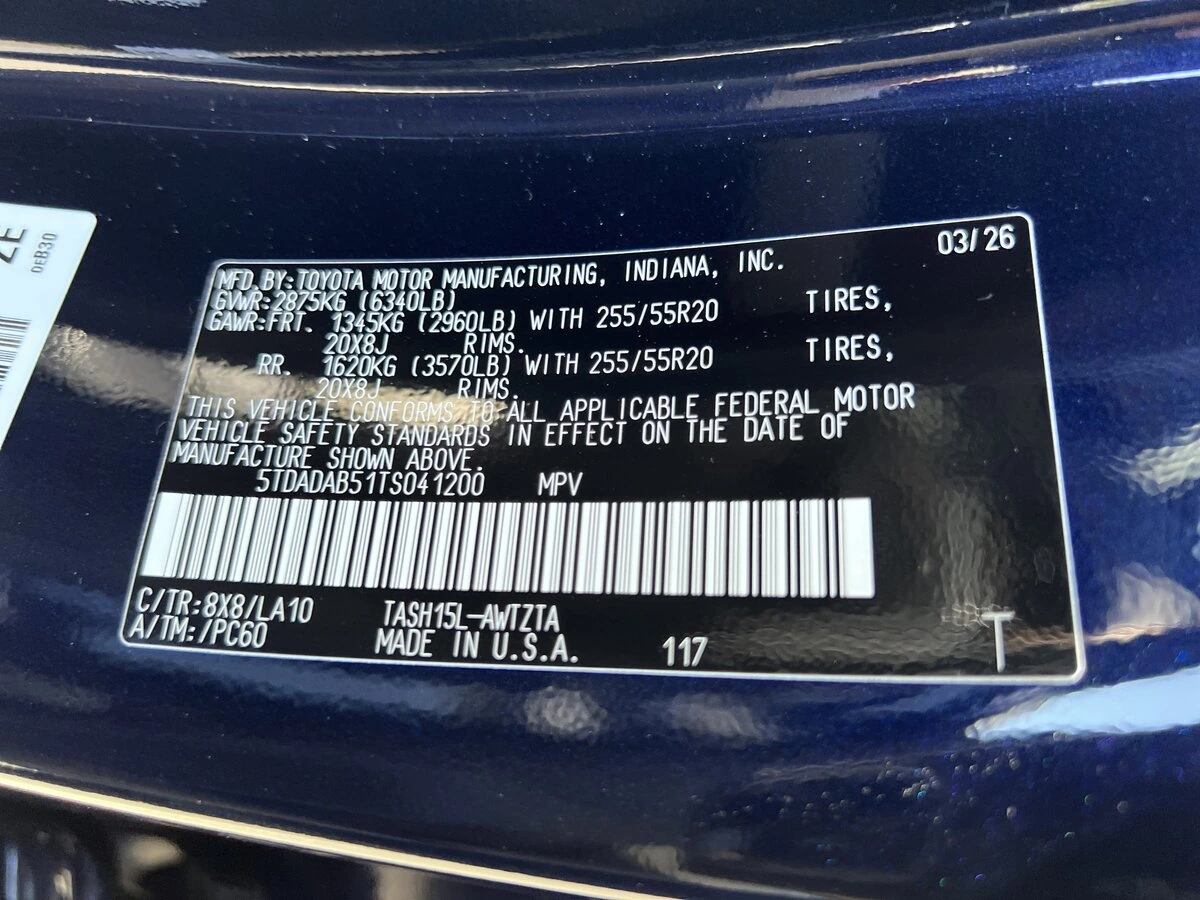 ZE
0EB30
03/26
MFD.BY:TOYOTA MOTOR MANUFACTURING, INDIANA, INC.
GVWR:2875KG (6340LB)
GAWR:FRT. 1345KG (2960LB) WITH 255/55R20 TIRES,
20X8J RIMS.
RR. 1620KG (3570LB) WITH 255/55R20 TIRES,
20X8J RIMS.
THIS VEHICLE CONFORMS TO ALL APPLICABLE FEDERAL MOTOR
VEHICLE SAFETY STANDARDS IN EFFECT ON THE DATE OF
MANUFACTURE SHOWN ABOVE.
5TDADAB51TS041200 MPV
C/TR:8X8/LA10 TASH15L-AWTZTA
A/TM:/PC60 MADE IN U.S.A. 117 T